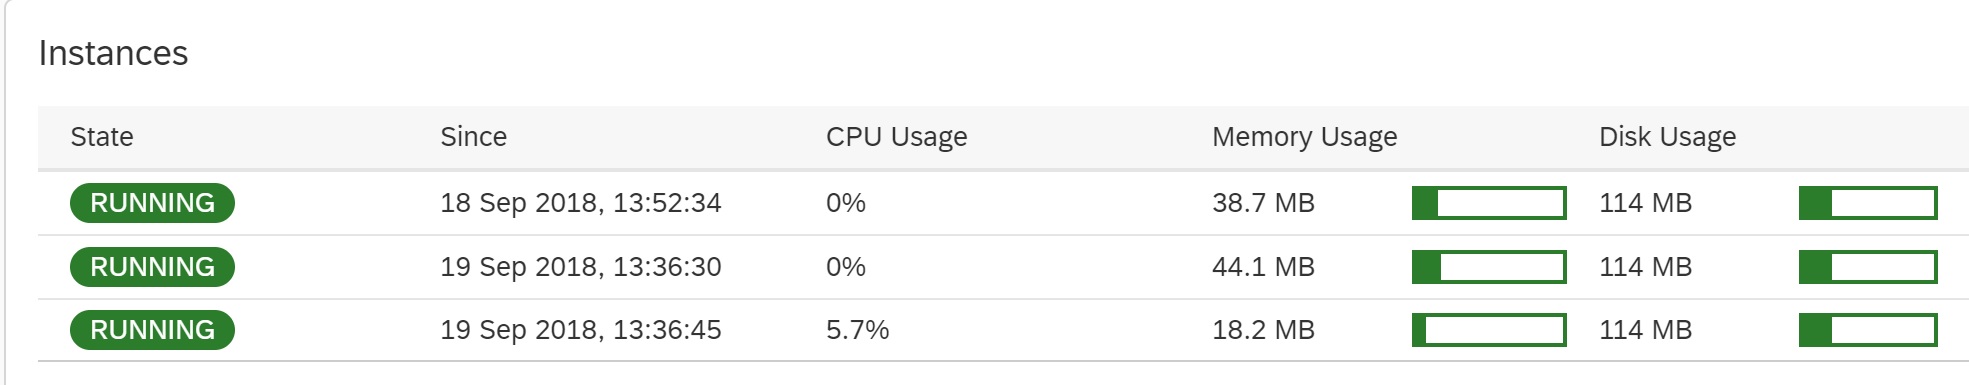 Instances
State Since CPU Usage Memory Usage Disk Usage
RUNNING 18 Sep 2018, 13:52:34 0% 38.7 MB 114 MB
RUNNING 19 Sep 2018, 13:36:30 0% 44.1 MB 114 MB
RUNNING 19 Sep 2018, 13:36:45 5.7% 18.2 MB 114 MB